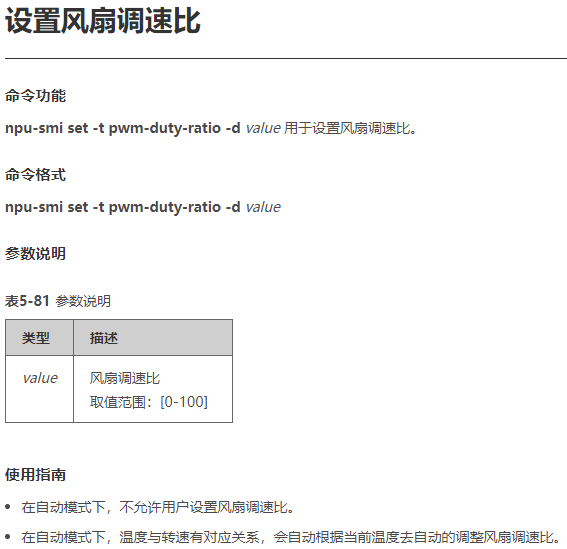 设置风扇调速比
命令功能
npu-smi set -t pwm-duty-ratio -d value 用于设置风扇调速比。
命令格式
npu-smi set -t pwm-duty-ratio -d value
参数说明
表5-81 参数说明
类型 描述
value 风扇调速比
取值范围：[0-100]
使用指南
• 在自动模式下，不允许用户设置风扇调速比。
• 在自动模式下，温度与转速有对应关系，会自动根据当前温度去自动的调整风扇调速比。